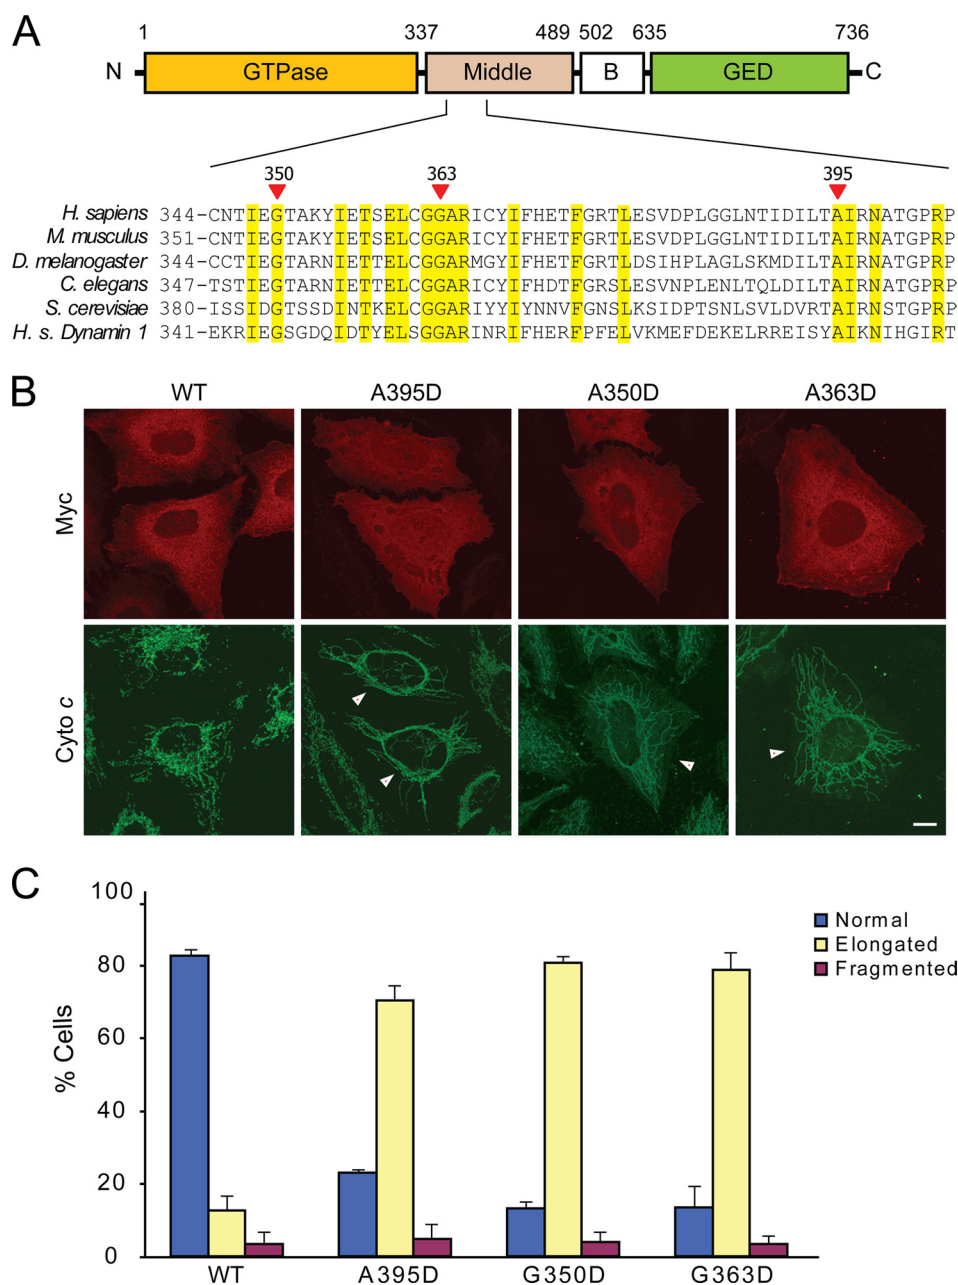 A
1 337 489 502 635 736
N GTPase Middle B GED C
350 363 395
H. sapiens 344-CNTIEGTAKYIETSELCGGARICYIFHETFGRTLESVDPLGGLNTIDILTAIRNATGPRP
M. musculus 351-CNTIEGTAKYIETSELCGGARICYIFHETFGRTLESVDPLGGLNTIDILTAIRNATGPRP
D. melanogaster 344-CCTIEGTARNIETTELCGGARMGYIFHETFGRTLDSIHPLAGLSKMDILTAIRNATGPRP
C. elegans 347-TSTIEGTARNIETTELCGGARICYIFHDTFGRSLESVNPLENLTQLDILTAIRNATGPRP
S. cerevisiae 380-ISSIDGTSSDINTKELCGGARIYYIYNNVFGNSLKSIDPTSNLSVLDVRTAIRNSTGPRP
H. s. Dynamin 1 341-EKRIEGSGDQIDTYELSGGARINRIFHERFPFELVKMEFDEKELRREISYAIKNIHGIRT
B
WT A395D A350D A363D
Myc
Cyto c
C
% Cells
100
80
60
40
20
0
Normal
Elongated
Fragmented
WT A395D G350D G363D